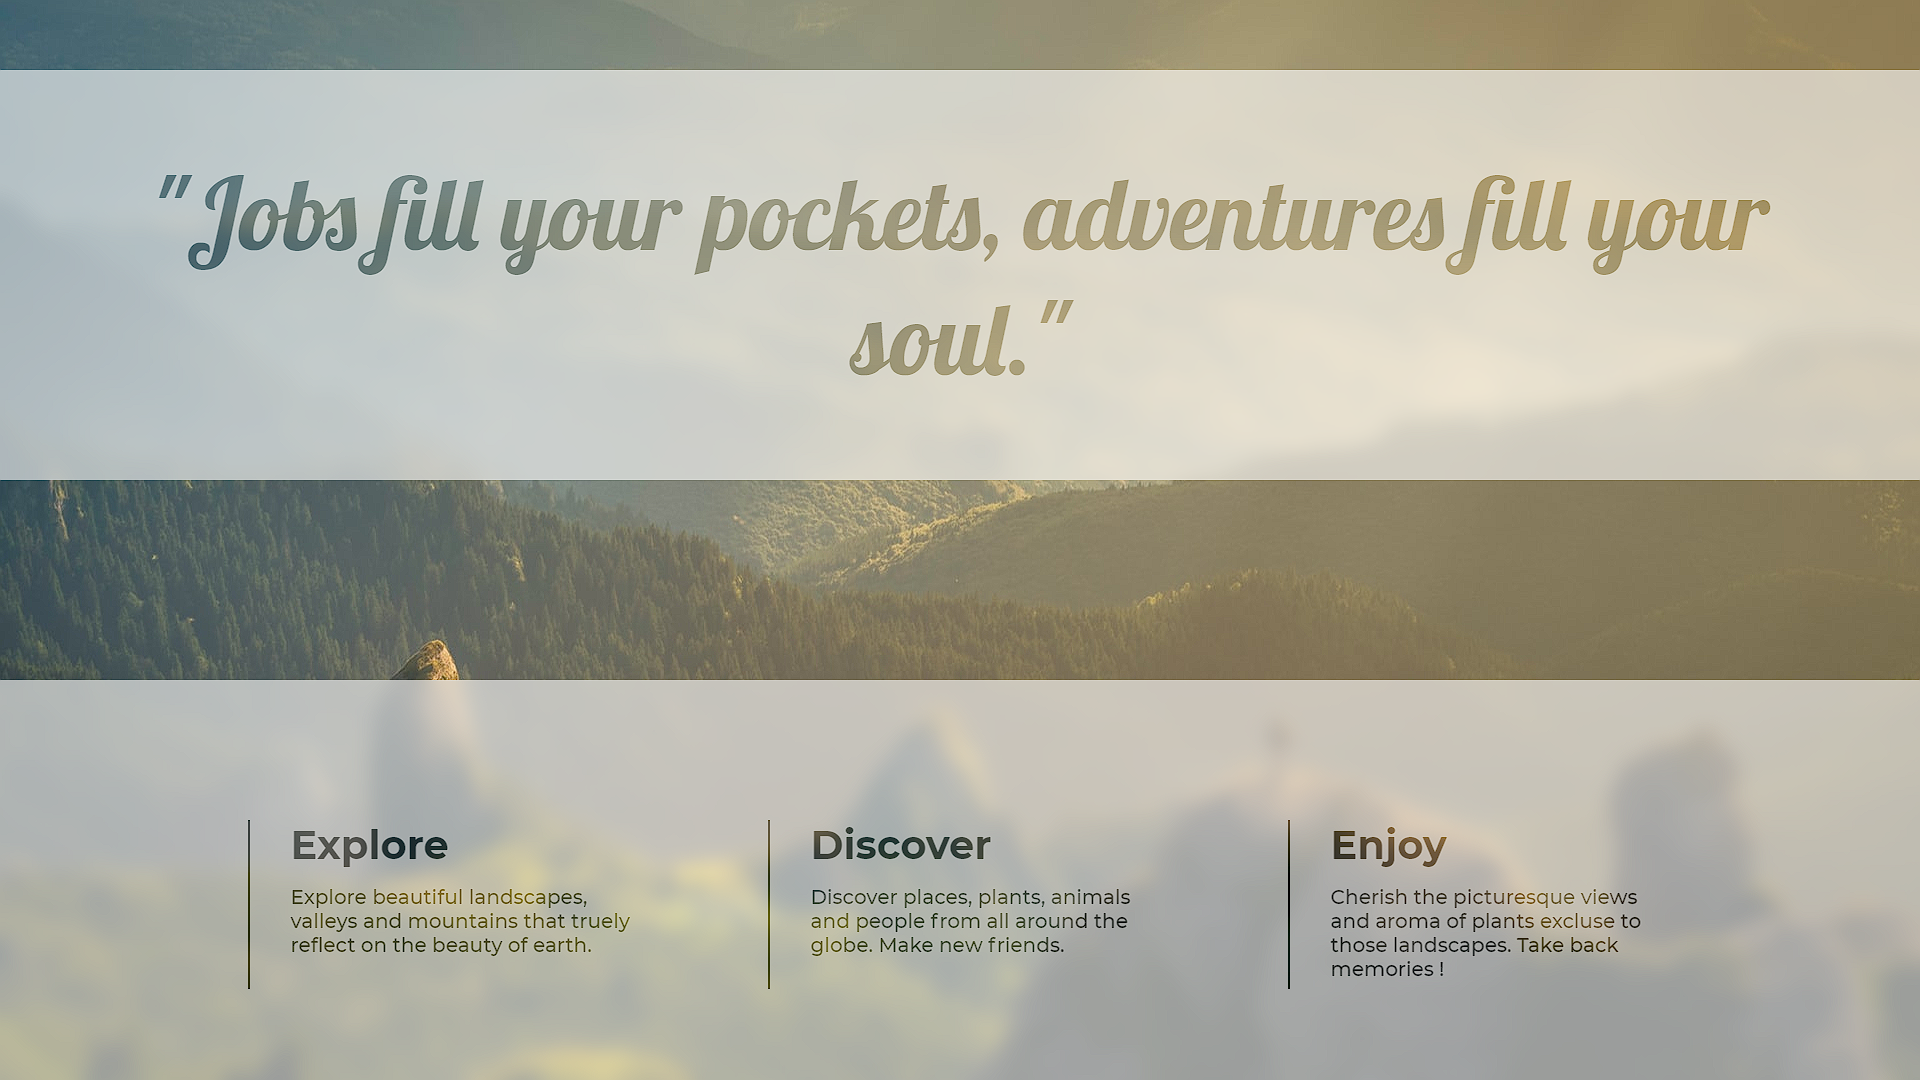 "Jobs fill your pockets, adventures fill your
soul."
Explore
Explore beautiful landscapes,
valleys and mountains that truely
reflect on the beauty of earth.
Discover
Discover places, plants, animals
and people from all around the
globe. Make new friends.
Enjoy
Cherish the picturesque views
and aroma of plants excluse to
those landscapes. Take back
memories !